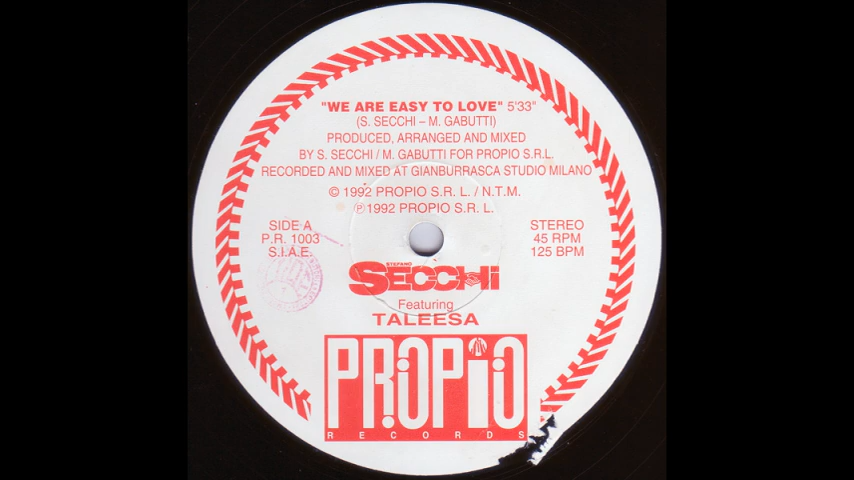 "WE ARE EASY TO LOVE" 5'33"
(S. SECCHI – M. GABUTTI)
PRODUCED, ARRANGED AND MIXED
BY S. SECCHI / M. GABUTTI FOR PROPIO S.R.L.
RECORDED AND MIXED AT GIANBURRASCA STUDIO MILANO
© 1992 PROPIO S.R. L. / N.T.M.
℗ 1992 PROPIO S.R. L.
SIDE A
P.R. 1003
S.I.A.E.
STEREO
45 RPM
125 BPM
STEFANO
SECCHI
Featuring
TALEESA
PROPIO
RECORDS